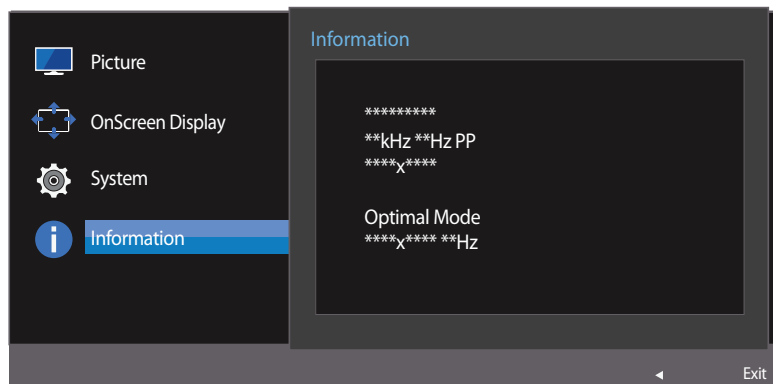 Picture
OnScreen Display
System
Information
Information
*********
**kHz **Hz PP
****x****
Optimal Mode
****x**** **Hz
Exit